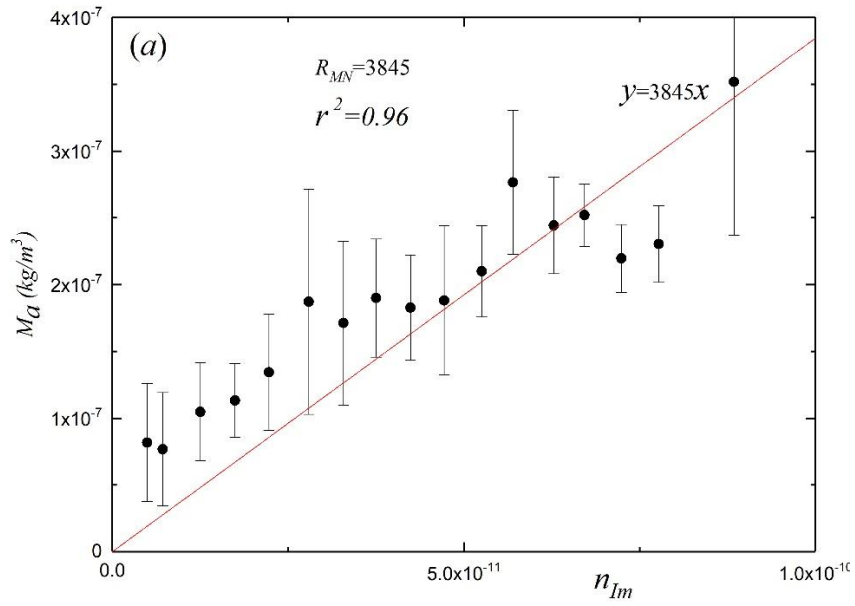 4x10⁻⁷
(a)
R_MN=3845
r²=0.96
y=3845x
3x10⁻⁷
Mₐ (kg/m³)
2x10⁻⁷
1x10⁻⁷
0
0.0
5.0x10⁻¹¹
n_Im
1.0x10⁻¹⁰